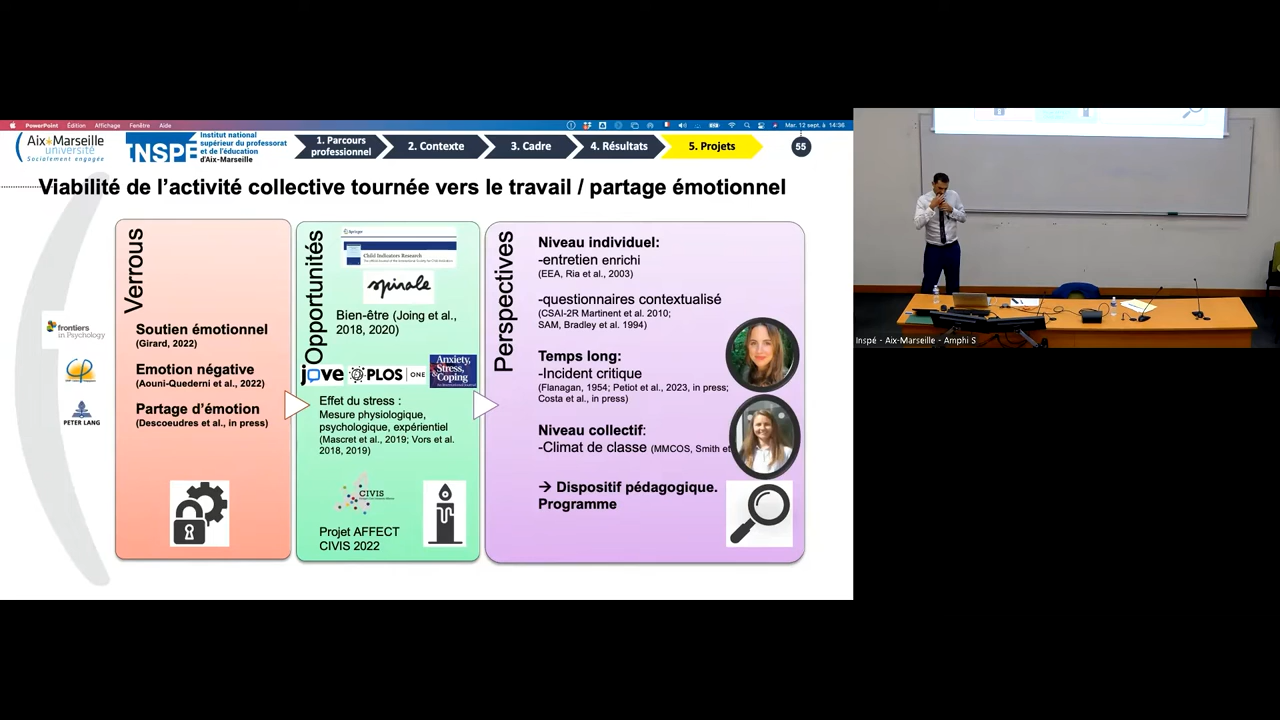 PowerPoint Édition Affichage Fenêtre Aide
Mar. 12 sept. à 14:36
Aix*Marseille
université
Socialement engagée
INSPÉ
Institut national
supérieur du professorat
et de l'éducation
d'Aix-Marseille
1. Parcours
professionnel
2. Contexte
3. Cadre
4. Résultats
5. Projets
55
Viabilité de l'activité collective tournée vers le travail / partage émotionnel
frontiers
in Psychology
PETER LANG
Verrous
Soutien émotionnel
(Girard, 2022)
Emotion négative
(Aouni-Quederni et al., 2022)
Partage d'émotion
(Descoeudres et al., in press)
Opportunités
Springer
Child Indicators Research
spirale
Bien-être (Joing et al.,
2018, 2020)
jove
PLOS ONE
Anxiety,
Stress, &
Coping
Effet du stress :
Mesure physiologique,
psychologique, expérientiel
(Mascret et al., 2019; Vors et al.
2018, 2019)
CIVIS
Projet AFFECT
CIVIS 2022
Perspectives
Niveau individuel:
-entretien enrichi
(EEA, Ria et al., 2003)
-questionnaires contextualisé
(CSAI-2R Martinent et al. 2010;
SAM, Bradley et al. 1994)
Temps long:
-Incident critique
(Flanagan, 1954; Petiot et al., 2023, in press;
Costa et al., in press)
Niveau collectif:
-Climat de classe (MMCOS, Smith et
→ Dispositif pédagogique.
Programme
Inspé - Aix-Marseille - Amphi S